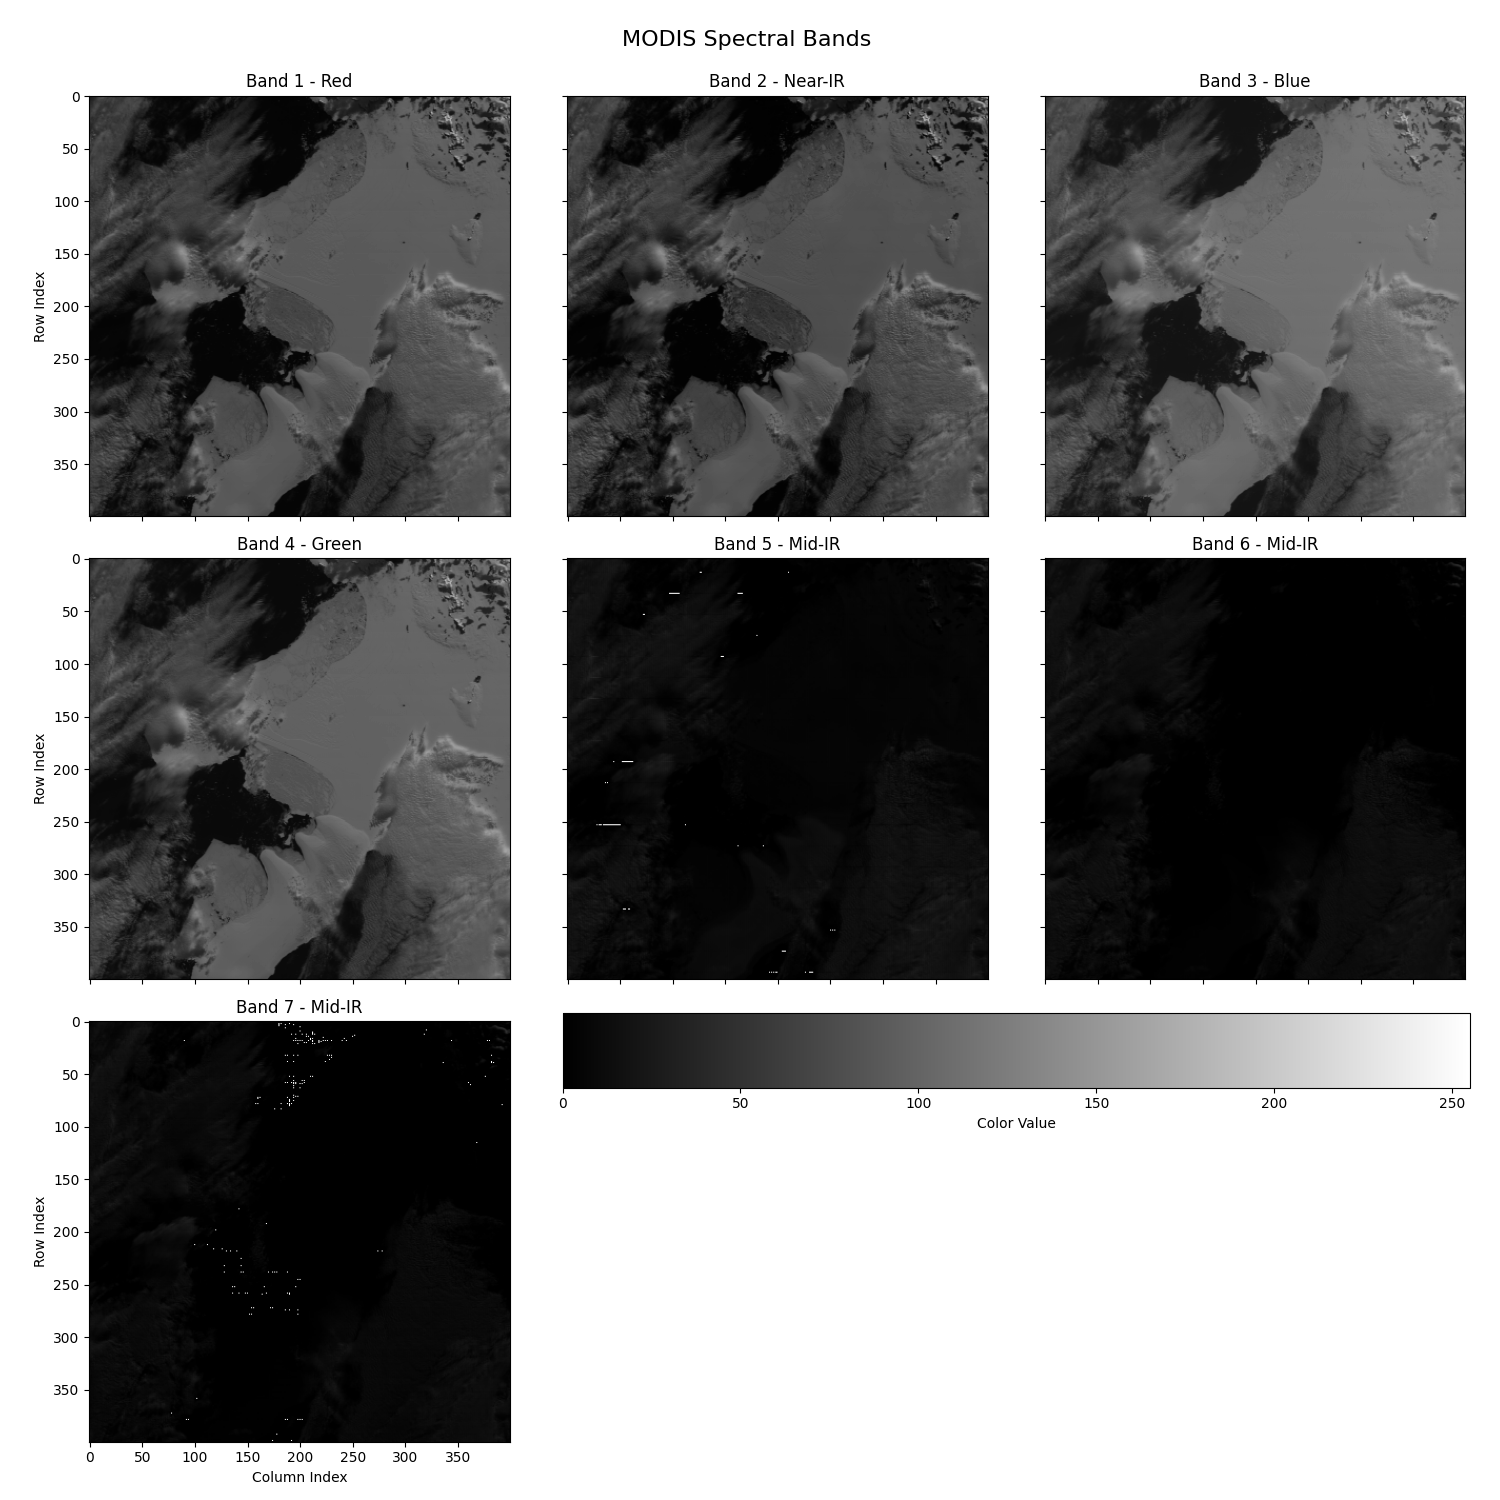 MODIS Spectral Bands
Band 1 - Red
Band 2 - Near-IR
Band 3 - Blue
0
50
100
150
200
250
300
350
Row Index
Band 4 - Green
Band 5 - Mid-IR
Band 6 - Mid-IR
0
50
100
150
200
250
300
350
Row Index
Band 7 - Mid-IR
0
50
100
150
200
250
300
350
Row Index
0 50 100 150 200 250 300 350
Column Index
0 50 100 150 200 250
Color Value